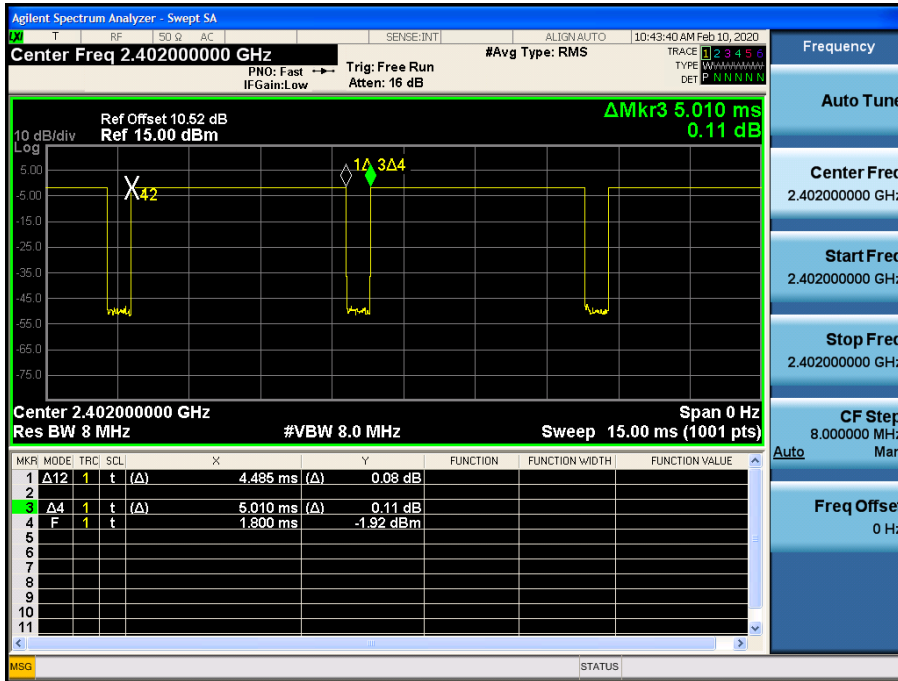 Agilent Spectrum Analyzer - Swept SA
LXI T RF 50 Ω AC SENSE:INT ALIGN AUTO 10:43:40 AM Feb 10, 2020
Center Freq 2.402000000 GHz
PNO: Fast
IFGain:Low
Trig: Free Run
Atten: 16 dB
#Avg Type: RMS
TRACE 1 2 3 4 5 6
TYPE
DET P N N N N N
ΔMkr3 5.010 ms
0.11 dB
Ref Offset 10.52 dB
10 dB/div Ref 15.00 dBm
Log
5.00
-5.00
-15.0
-25.0
-35.0
-45.0
-55.0
-65.0
-75.0
X42
1Δ 3Δ4
Center 2.402000000 GHz Span 0 Hz
Res BW 8 MHz #VBW 8.0 MHz Sweep 15.00 ms (1001 pts)
MKR MODE TRC SCL X Y FUNCTION FUNCTION WIDTH FUNCTION VALUE
1 Δ12 1 t (Δ) 4.485 ms (Δ) 0.08 dB
2
3 Δ4 1 t (Δ) 5.010 ms (Δ) 0.11 dB
4 F 1 t 1.800 ms -1.92 dBm
5
6
7
8
9
10
11
MSG STATUS
Frequency
Auto Tune
Center Freq
2.402000000 GHz
Start Freq
2.402000000 GHz
Stop Freq
2.402000000 GHz
CF Step
8.000000 MHz
Auto Man
Freq Offset
0 Hz